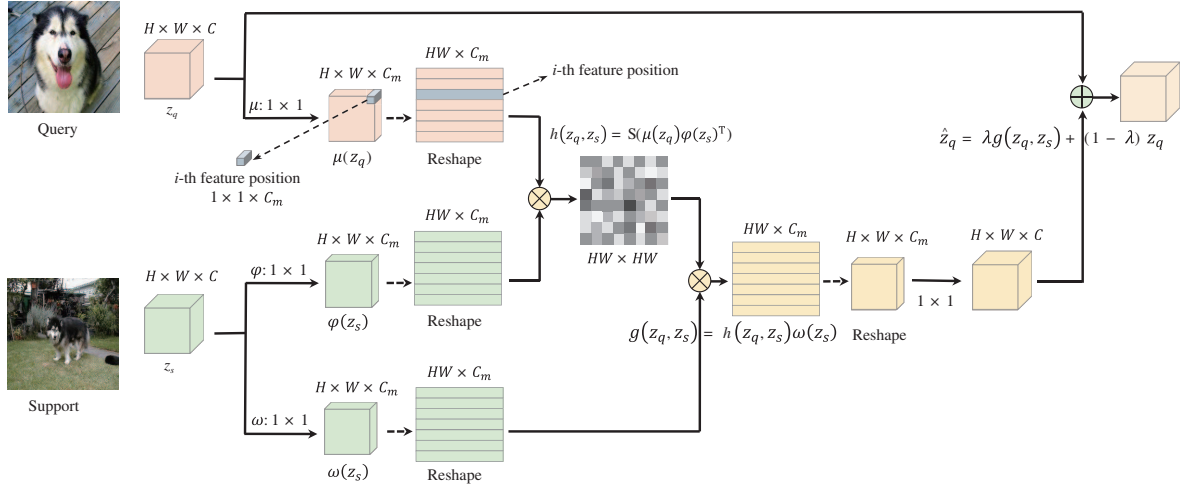 Query
H × W × C
z_q
μ: 1 × 1
H × W × C_m
μ(z_q)
i-th feature position
1 × 1 × C_m
HW × C_m
Reshape
i-th feature position
h(z_q, z_s) = S(μ(z_q)φ(z_s)^T)
HW × HW
ẑ_q = λg(z_q, z_s) + (1 − λ) z_q
Support
H × W × C
z_s
φ: 1 × 1
H × W × C_m
φ(z_s)
HW × C_m
Reshape
ω: 1 × 1
H × W × C_m
ω(z_s)
HW × C_m
Reshape
HW × C_m
g(z_q, z_s) = h(z_q, z_s)ω(z_s)
H × W × C_m
Reshape
1 × 1
H × W × C